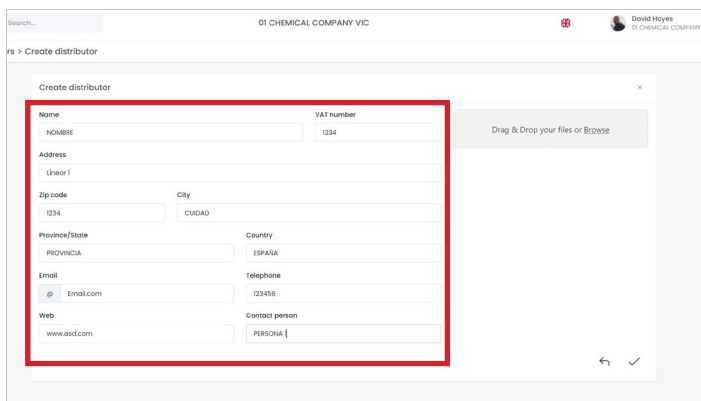 Search...
01 CHEMICAL COMPANY VIC
David Hayes
01 CHEMICAL COMPANY
rs > Create distributor
Create distributor
×
Name
VAT number
NOMBRE
1234
Drag & Drop your files or Browse
Address
Linear 1
Zip code
City
1234
CUIDAD
Province/State
Country
PROVINCIA
ESPAÑA
Email
Telephone
@ Email.com
123456
Web
Contact person
www.asd.com
PERSONA 1